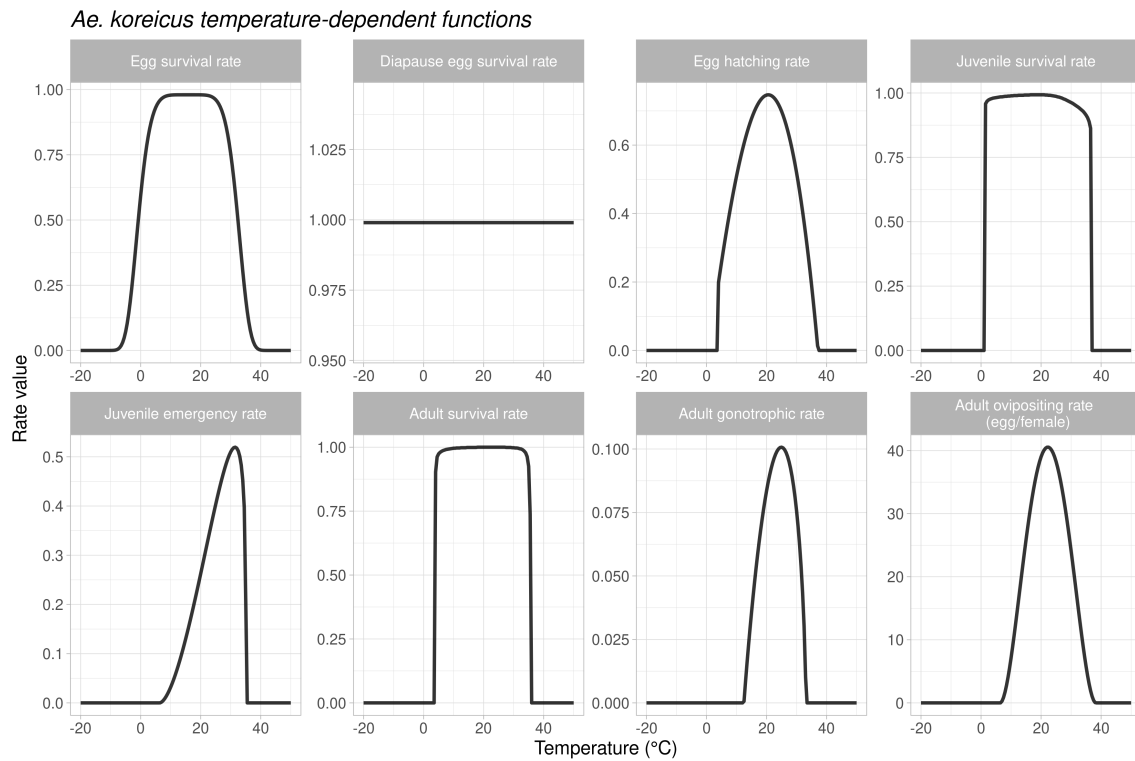 Ae. koreicus temperature-dependent functions
Egg survival rate
Diapause egg survival rate
Egg hatching rate
Juvenile survival rate
1.00
0.75
0.50
0.25
0.00
1.025
1.000
0.975
0.950
0.6
0.4
0.2
0.0
1.00
0.75
0.50
0.25
0.00
-20 0 20 40
-20 0 20 40
-20 0 20 40
-20 0 20 40
Rate value
Juvenile emergency rate
Adult survival rate
Adult gonotrophic rate
Adult ovipositing rate
(egg/female)
0.5
0.4
0.3
0.2
0.1
0.0
1.00
0.75
0.50
0.25
0.00
0.100
0.075
0.050
0.025
0.000
40
30
20
10
0
-20 0 20 40
-20 0 20 40
-20 0 20 40
-20 0 20 40
Temperature (°C)